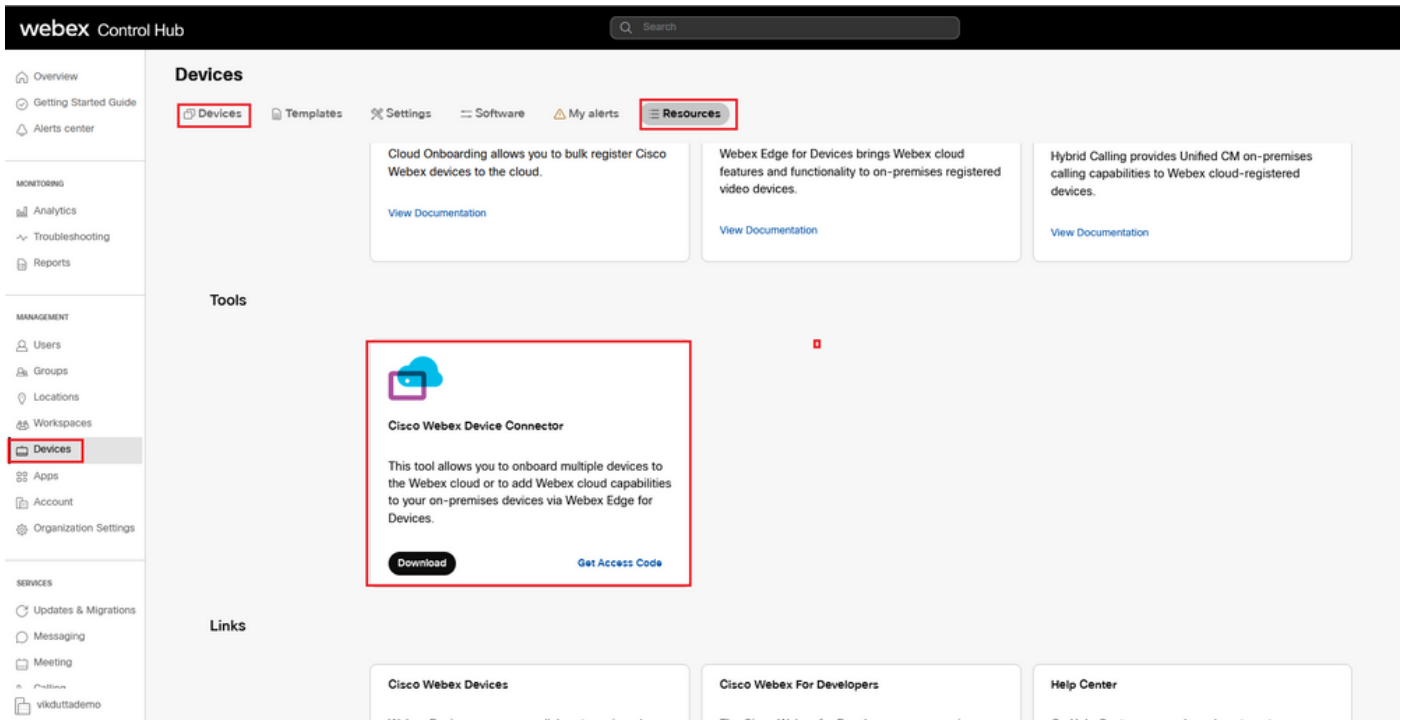 webex Control Hub
Search
Overview
Getting Started Guide
Alerts center
MONITORING
Analytics
Troubleshooting
Reports
MANAGEMENT
Users
Groups
Locations
Workspaces
Devices
Apps
Account
Organization Settings
SERVICES
Updates & Migrations
Messaging
Meeting
Calling
vikduttademo
Devices
Devices
Templates
Settings
Software
My alerts
Resources
Cloud Onboarding allows you to bulk register Cisco
Webex devices to the cloud.
View Documentation
Webex Edge for Devices brings Webex cloud
features and functionality to on-premises registered
video devices.
View Documentation
Hybrid Calling provides Unified CM on-premises
calling capabilities to Webex cloud-registered
devices.
View Documentation
Tools
Cisco Webex Device Connector
This tool allows you to onboard multiple devices to
the Webex cloud or to add Webex cloud capabilities
to your on-premises devices via Webex Edge for
Devices.
Download
Get Access Code
Links
Cisco Webex Devices
Cisco Webex For Developers
Help Center